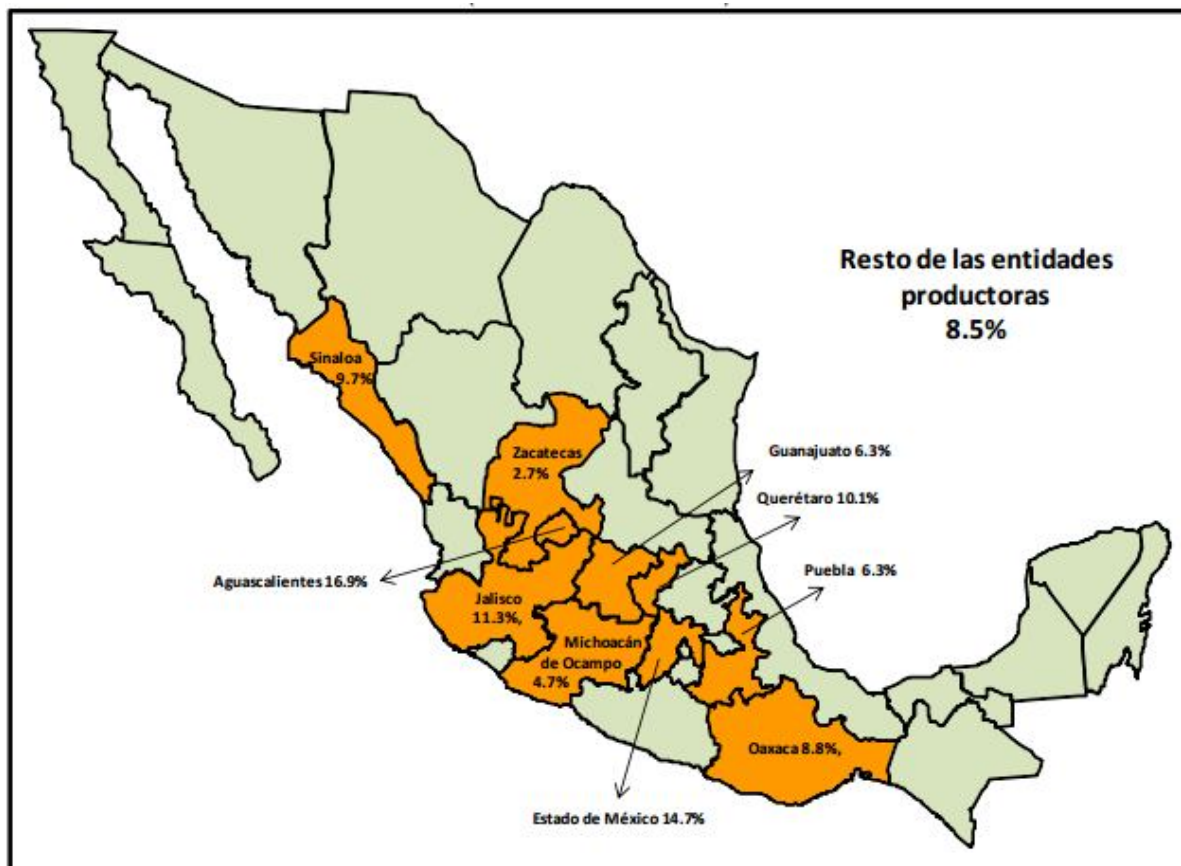 Resto de las entidades
productoras
8.5%
Sinaloa
9.7%
Zacatecas
2.7%
Guanajuato 6.3%
Querétaro 10.1%
Puebla 6.3%
Aguascalientes 16.9%
Jalisco
11.3%,
Michoacán
de Ocampo
4.7%
Oaxaca 8.8%,
Estado de México 14.7%